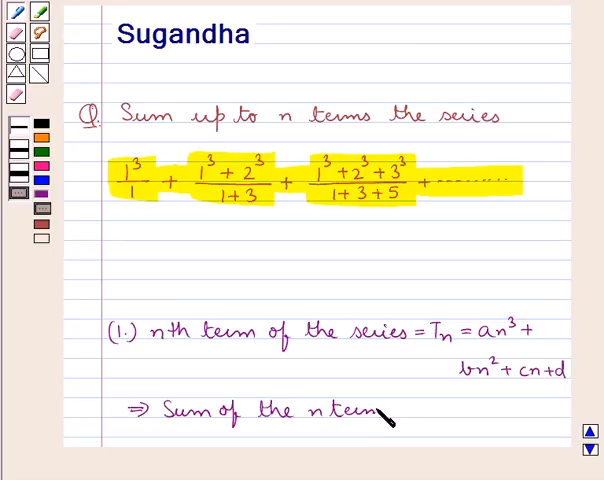 Sugandha
Q. Sum up to n terms the series
1³/1 + (1³ + 2³)/(1 + 3) + (1³ + 2³ + 3³)/(1 + 3 + 5) + ..........
(1.) nth term of the series = Tₙ = an³ +
bn² + cn + d
⇒ Sum of the n term